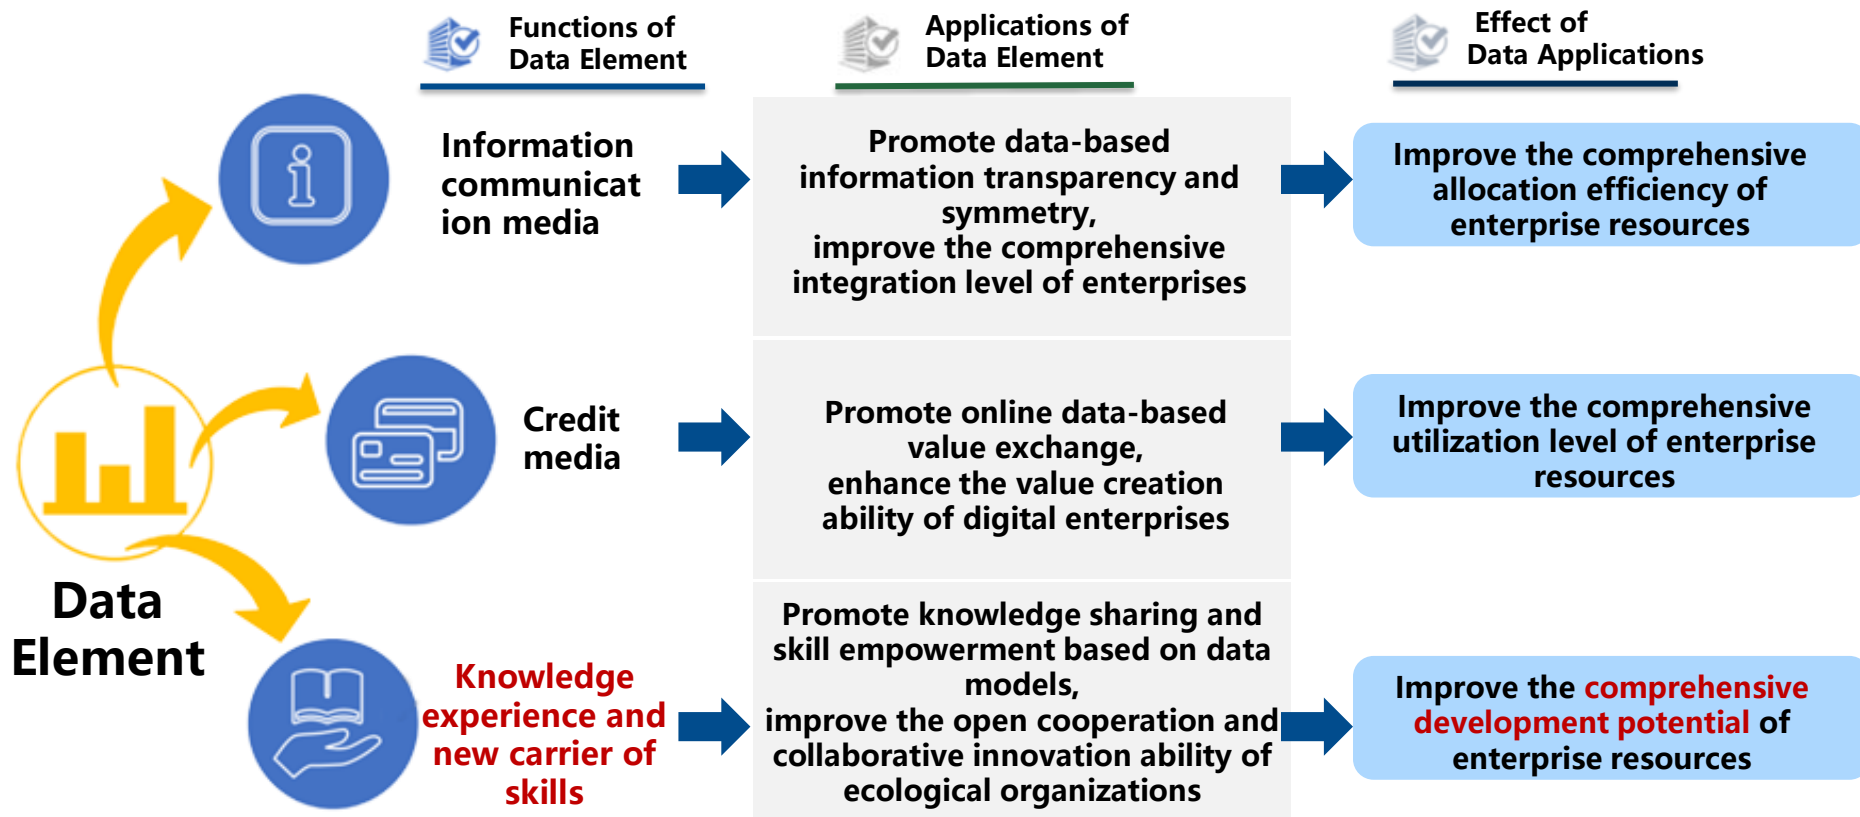 Functions of
Data Element
Applications of
Data Element
Effect of
Data Applications
Information
communicat
ion media
Promote data-based
information transparency and
symmetry,
improve the comprehensive
integration level of enterprises
Improve the comprehensive
allocation efficiency of
enterprise resources
Credit
media
Promote online data-based
value exchange,
enhance the value creation
ability of digital enterprises
Improve the comprehensive
utilization level of enterprise
resources
Data
Element
Knowledge
experience and
new carrier of
skills
Promote knowledge sharing and
skill empowerment based on data
models,
improve the open cooperation and
collaborative innovation ability of
ecological organizations
Improve the comprehensive
development potential of
enterprise resources